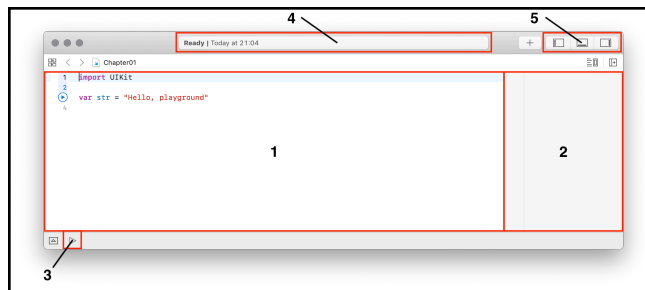 4
5
Ready | Today at 21:04
Chapter01
1 import UIKit
2
var str = "Hello, playground"
4
1
2
3